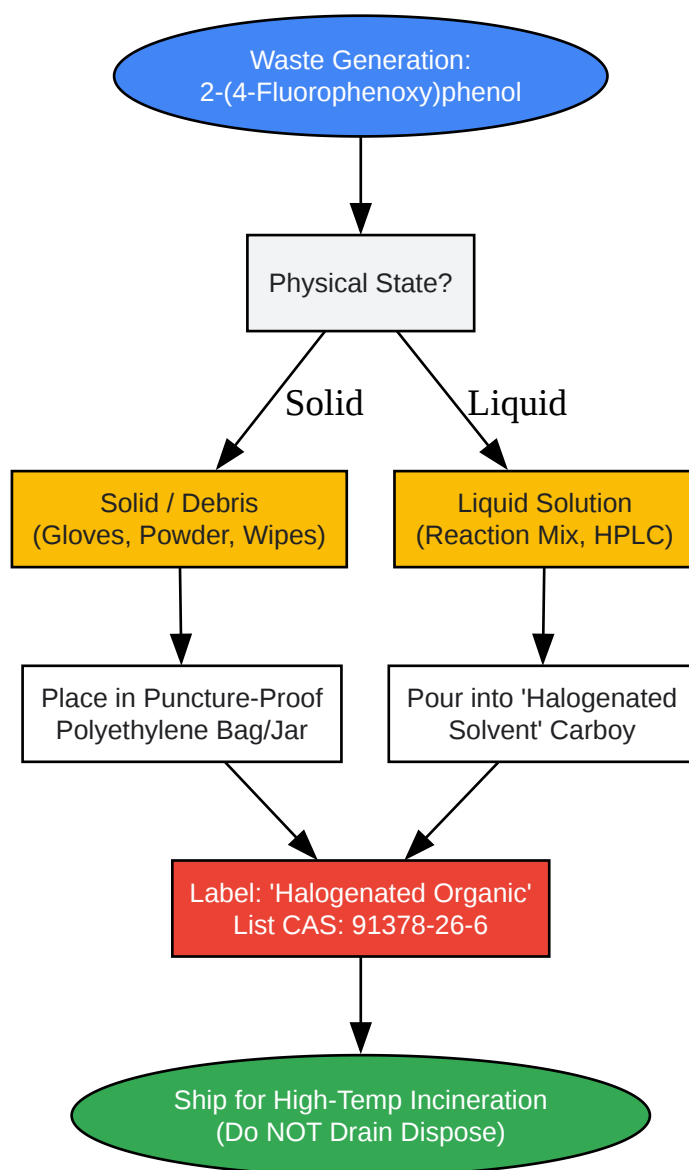 Waste Generation:
2-(4-Fluorophenoxy)phenol
Physical State?
Solid
Liquid
Solid / Debris
(Gloves, Powder, Wipes)
Liquid Solution
(Reaction Mix, HPLC)
Place in Puncture-Proof
Polyethylene Bag/Jar
Pour into 'Halogenated
Solvent' Carboy
Label: 'Halogenated Organic'
List CAS: 91378-26-6
Ship for High-Temp Incineration
(Do NOT Drain Dispose)